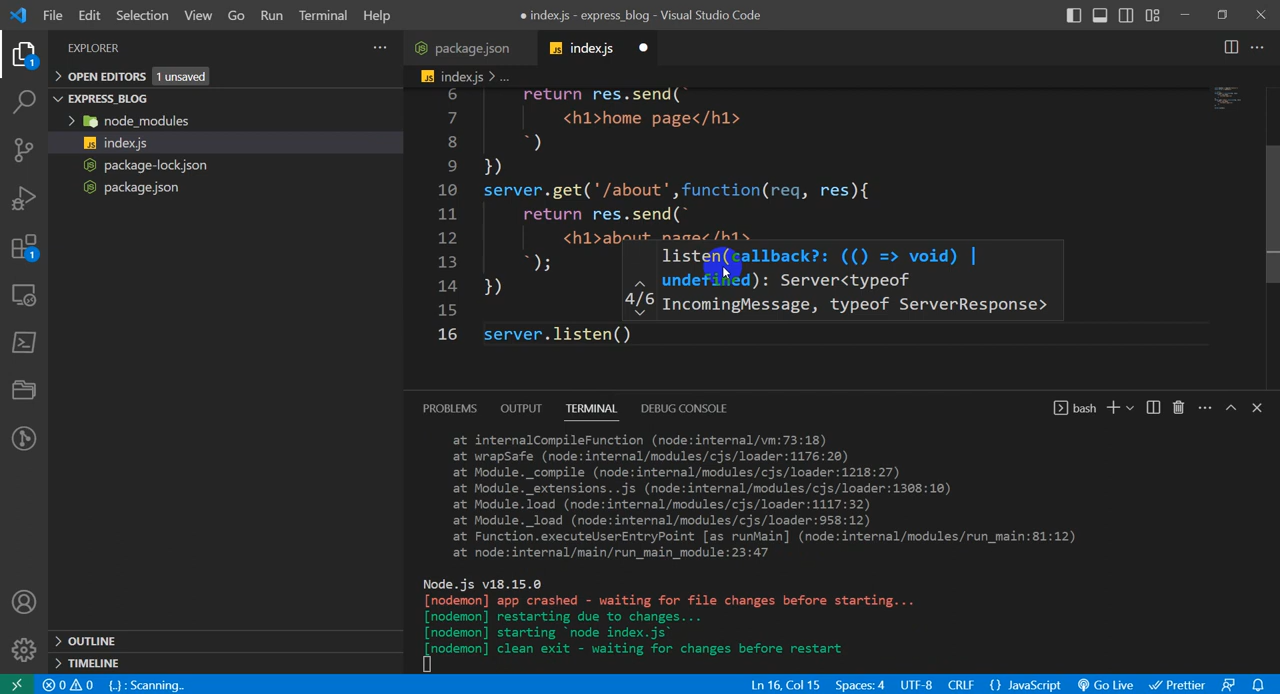 File Edit Selection View Go Run Terminal Help
● index.js - express_blog - Visual Studio Code
EXPLORER
OPEN EDITORS 1 unsaved
EXPRESS_BLOG
node_modules
JS index.js
package-lock.json
package.json
OUTLINE
TIMELINE
1
1
package.json
JS index.js
JS index.js > ...
6 return res.send(`
7 <h1>home page</h1>
8 `)
9 })
10 server.get('/about',function(req, res){
11 return res.send(`
12 <h1>about page</h1>
13 `);
14 })
15
16 server.listen()
listen(callback?: (() => void) |
undefined): Server<typeof
4/6
IncomingMessage, typeof ServerResponse>
PROBLEMS OUTPUT TERMINAL DEBUG CONSOLE
bash
at internalCompileFunction (node:internal/vm:73:18)
at wrapSafe (node:internal/modules/cjs/loader:1176:20)
at Module._compile (node:internal/modules/cjs/loader:1218:27)
at Module._extensions..js (node:internal/modules/cjs/loader:1308:10)
at Module.load (node:internal/modules/cjs/loader:1117:32)
at Module._load (node:internal/modules/cjs/loader:958:12)
at Function.executeUserEntryPoint [as runMain] (node:internal/modules/run_main:81:12)
at node:internal/main/run_main_module:23:47
Node.js v18.15.0
[nodemon] app crashed - waiting for file changes before starting...
[nodemon] restarting due to changes...
[nodemon] starting `node index.js`
[nodemon] clean exit - waiting for changes before restart
0 0 {..} : Scanning.. Ln 16, Col 15 Spaces: 4 UTF-8 CRLF {} JavaScript Go Live Prettier